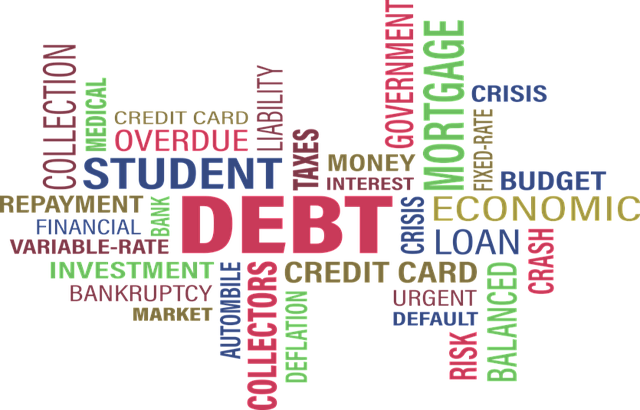 COLLECTION
MEDICAL
CREDIT CARD
OVERDUE
LIABILITY
STUDENT
TAXES
GOVERNMENT
MORTGAGE
CRISIS
FIXED-RATE
MONEY
INTEREST
BUDGET
REPAYMENT
FINANCIAL
VARIABLE-RATE
BANK
DEBT
CRISIS
ECONOMIC
LOAN
CRASH
INVESTMENT
BANKRUPTCY
MARKET
AUTOMBILE
COLLECTORS
DEFLATION
CREDIT CARD
URGENT
DEFAULT
RISK
BALANCED